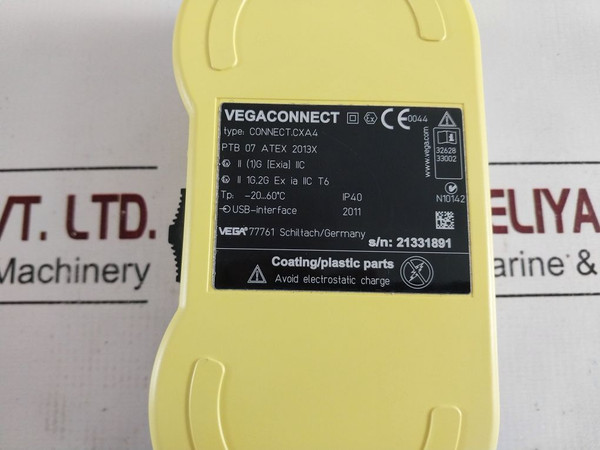 VEGACONNECT
0044
type: CONNECT.CXA4
PTB 07 ATEX 2013X
II (1)G [Exia] IIC
II 1G,2G Ex ia IIC T6
Tp: -20...60°C IP40
USB-interface 2011
VEGA® 77761 Schiltach/Germany
s/n: 21331891
www.vega.com
32628
33002
N10142
Coating/plastic parts
Avoid electrostatic charge
VT. LTD.
Machinery
ELIYA
arine &